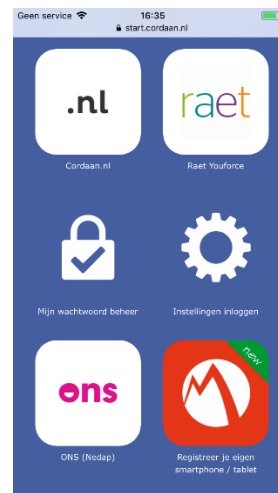 Geen service 16:35
start.cordaan.nl
.nl
raet
Cordaan.nl
Raet Youforce
Mijn wachtwoord beheer
Instellingen inloggen
ons
new
ONS (Nedap)
Registreer je eigen
smartphone / tablet